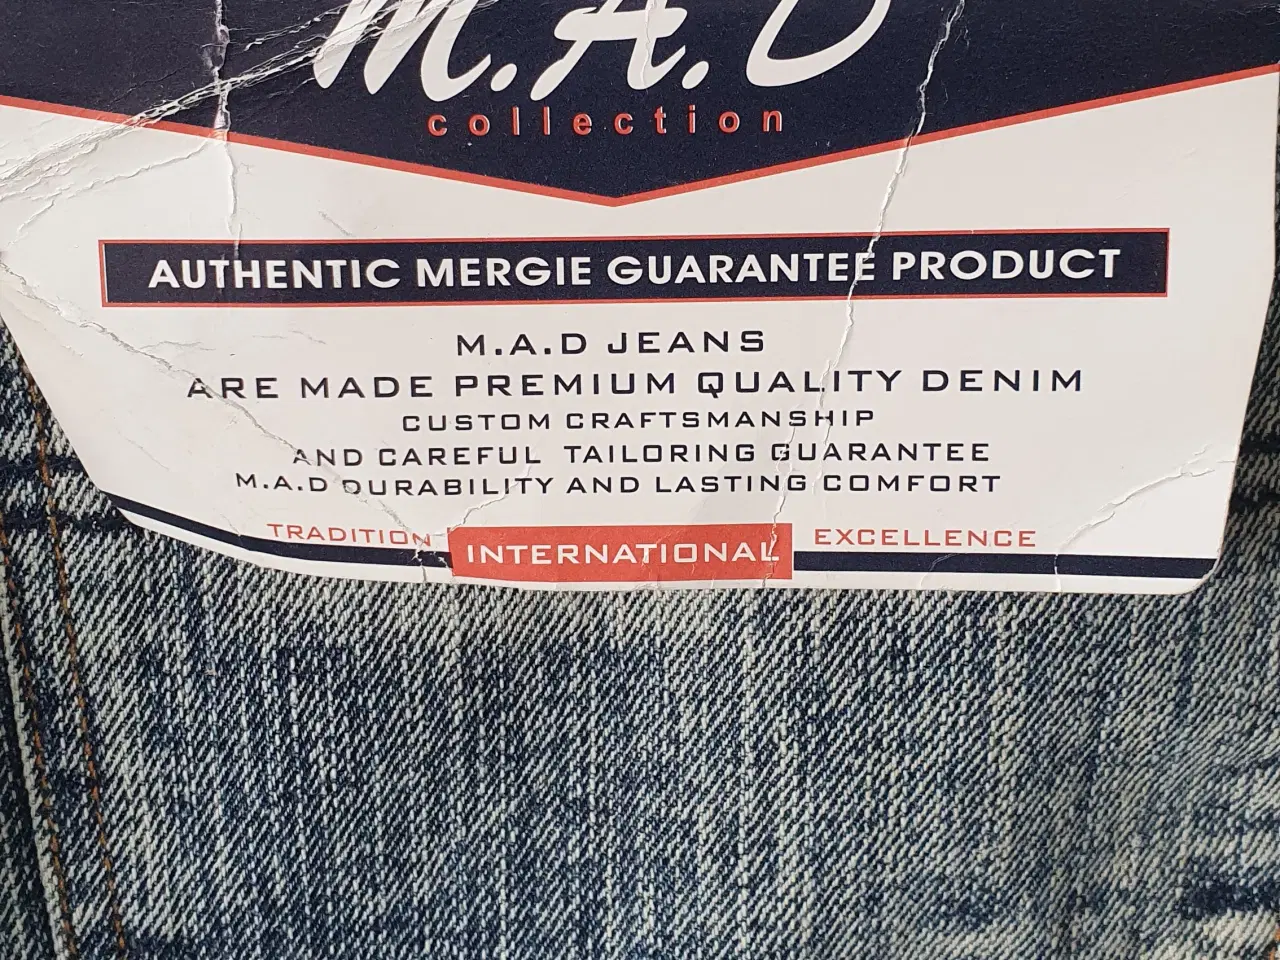 M.A.D
collection
AUTHENTIC MERGIE GUARANTEE PRODUCT
M.A.D JEANS
ARE MADE PREMIUM QUALITY DENIM
CUSTOM CRAFTSMANSHIP
AND CAREFUL TAILORING GUARANTEE
M.A.D DURABILITY AND LASTING COMFORT
TRADITION INTERNATIONAL EXCELLENCE